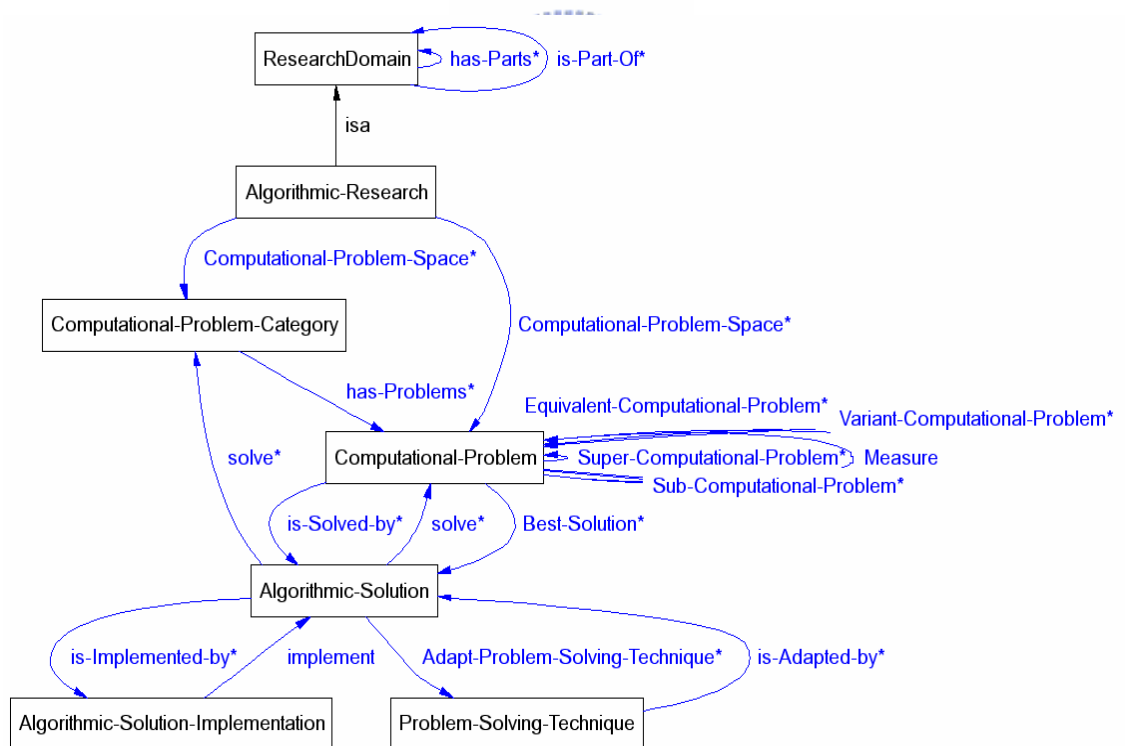 ResearchDomain
has-Parts*
is-Part-Of*
isa
Algorithmic-Research
Computational-Problem-Space*
Computational-Problem-Category
Computational-Problem-Space*
has-Problems*
Equivalent-Computational-Problem*
Variant-Computational-Problem*
Computational-Problem
Super-Computational-Problem*
Measure
solve*
Sub-Computational-Problem*
is-Solved-by*
solve*
Best-Solution*
Algorithmic-Solution
is-Implemented-by*
implement
Adapt-Problem-Solving-Technique*
is-Adapted-by*
Algorithmic-Solution-Implementation
Problem-Solving-Technique